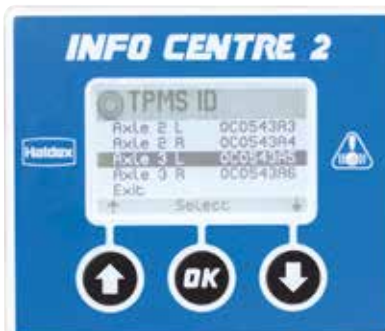 INFO CENTRE 2
TPMS ID
Axle 2 L 0C0543A3
Axle 2 R 0C0543A4
Haldex
Axle 3 L 0C0543A5
Axle 3 R 0C0543A6
Exit
Select
OK